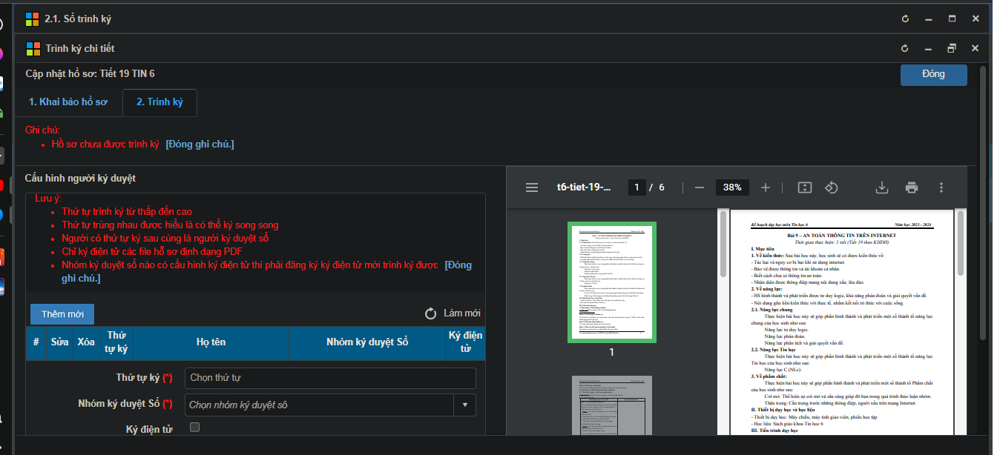 2.1. Sổ trình ký
Trình ký chi tiết
Cập nhật hồ sơ: Tiết 19 TIN 6
Đóng
1. Khai báo hồ sơ
2. Trình ký
Ghi chú:
Hồ sơ chưa được trình ký [Đóng ghi chú.]
Cấu hình người ký duyệt
Lưu ý:
Thứ tự trình ký từ thấp đến cao
Thứ tự trùng nhau được hiểu là có thể ký song song
Người có thứ tự ký sau cùng là người ký duyệt số
Chỉ ký điện tử các file hồ sơ định dạng PDF
Nhóm ký duyệt số nào có cấu hình ký điện tử thì phải đăng ký ký điện tử mới trình ký được [Đóng
ghi chú.]
Thêm mới
Làm mới
# Sửa Xóa Thứ tự ký Họ tên Nhóm ký duyệt Số Ký điện tử
Thứ tự ký (*) Chọn thứ tự
Nhóm ký duyệt Số (*) Chọn nhóm ký duyệt số
Ký điện tử
t6-tiet-19-... 1 / 6 38%
1
Kế hoạch dạy học môn Tin học 6 Năm học 2023 - 2024
Bài 9 – AN TOÀN THÔNG TIN TRÊN INTERNET
Thời gian thực hiện: 1 tiết (Tiết 19 theo KHDH)
I. Mục tiêu
1. Về kiến thức: Sau bài học này, học sinh sẽ có được kiến thức về:
- Tác hại và nguy cơ bị hại khi sử dụng internet.
- Bảo vệ được thông tin và tài khoản cá nhân.
- Biết cách chia sẻ thông tin an toàn.
- Nhận diện được thông điệp mang nội dung xấu, lừa đảo.
2. Về năng lực:
- HS hình thành và phát triển được tư duy logic, khả năng phán đoán và giải quyết vấn đề.
- Nội dung gắn liền kiến thức với thực tế, nhằm kết nối tri thức với cuộc sống.
2.1. Năng lực chung
Thực hiện bài học này sẽ góp phần hình thành và phát triển một số thành tố năng lực
chung của học sinh như sau:
Năng lực tư duy logic.
Năng lực phán đoán.
Năng lực phân tích và giải quyết vấn đề.
2.2. Năng lực Tin học
Thực hiện bài học này sẽ góp phần hình thành và phát triển một số thành tố năng lực
Tin học của học sinh như sau:
Năng lực C (NLc):
3. Về phẩm chất:
Thực hiện bài học này sẽ góp phần hình thành và phát triển một số thành tố Phẩm chất
của học sinh như sau:
Cởi mở: Thể hiện sự cởi mở và sẵn sàng giúp đỡ bạn trong quá trình thảo luận nhóm.
Thận trọng: Cẩn trọng trước những thông điệp, người xấu trên mạng Internet.
II. Thiết bị dạy học và học liệu
- Thiết bị dạy học: Máy chiếu, máy tính giáo viên, phiếu học tập
- Học liệu: Sách giáo khoa Tin học 6
III. Tiến trình dạy học